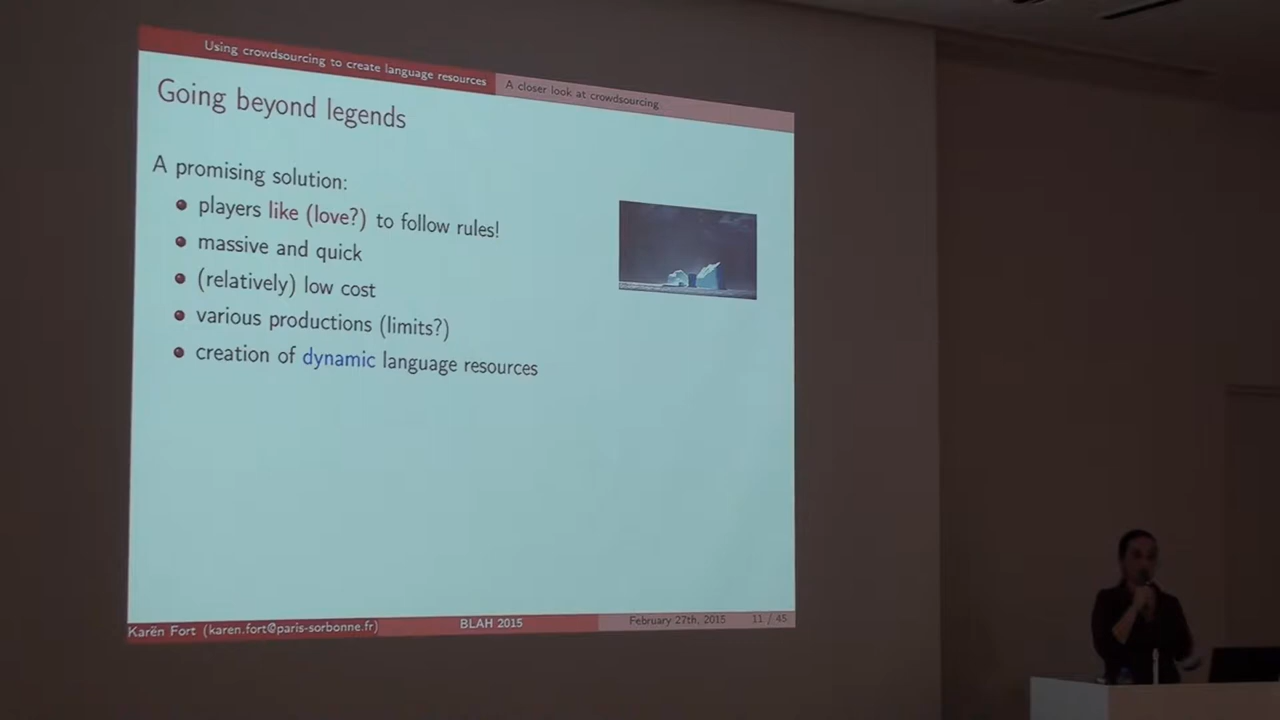 Using crowdsourcing to create language resources
A closer look at crowdsourcing
Going beyond legends
A promising solution:
players like (love?) to follow rules!
massive and quick
(relatively) low cost
various productions (limits?)
creation of dynamic language resources
Karën Fort (karen.fort@paris-sorbonne.fr)
BLAH 2015
February 27th, 2015
11 / 45